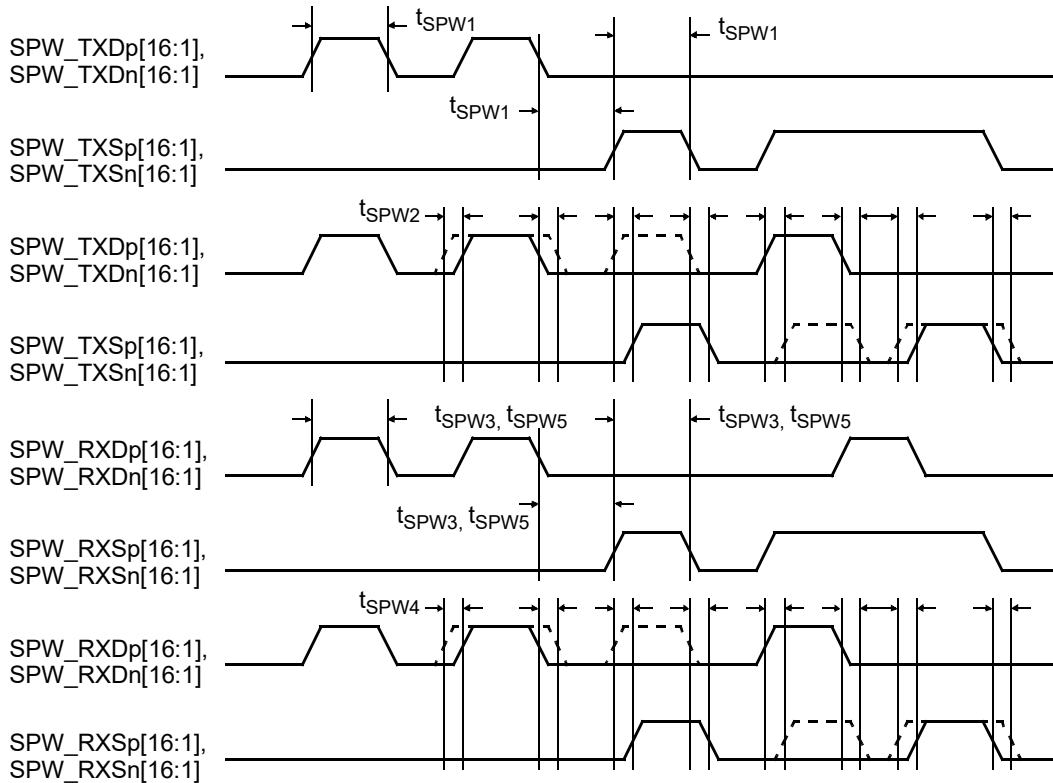 SPW_TXDp[16:1],
SPW_TXDn[16:1]
tSPW1
tSPW1
tSPW1
SPW_TXSp[16:1],
SPW_TXSn[16:1]
tSPW2
SPW_TXDp[16:1],
SPW_TXDn[16:1]
SPW_TXSp[16:1],
SPW_TXSn[16:1]
tSPW3, tSPW5
tSPW3, tSPW5
SPW_RXDp[16:1],
SPW_RXDn[16:1]
tSPW3, tSPW5
SPW_RXSp[16:1],
SPW_RXSn[16:1]
tSPW4
SPW_RXDp[16:1],
SPW_RXDn[16:1]
SPW_RXSp[16:1],
SPW_RXSn[16:1]